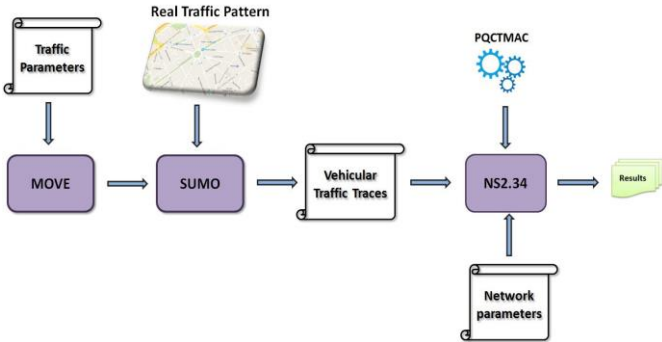 Real Traffic Pattern
Traffic
Parameters
PQCTMAC
MOVE
SUMO
Vehicular
Traffic Traces
NS2.34
Results
Network
parameters